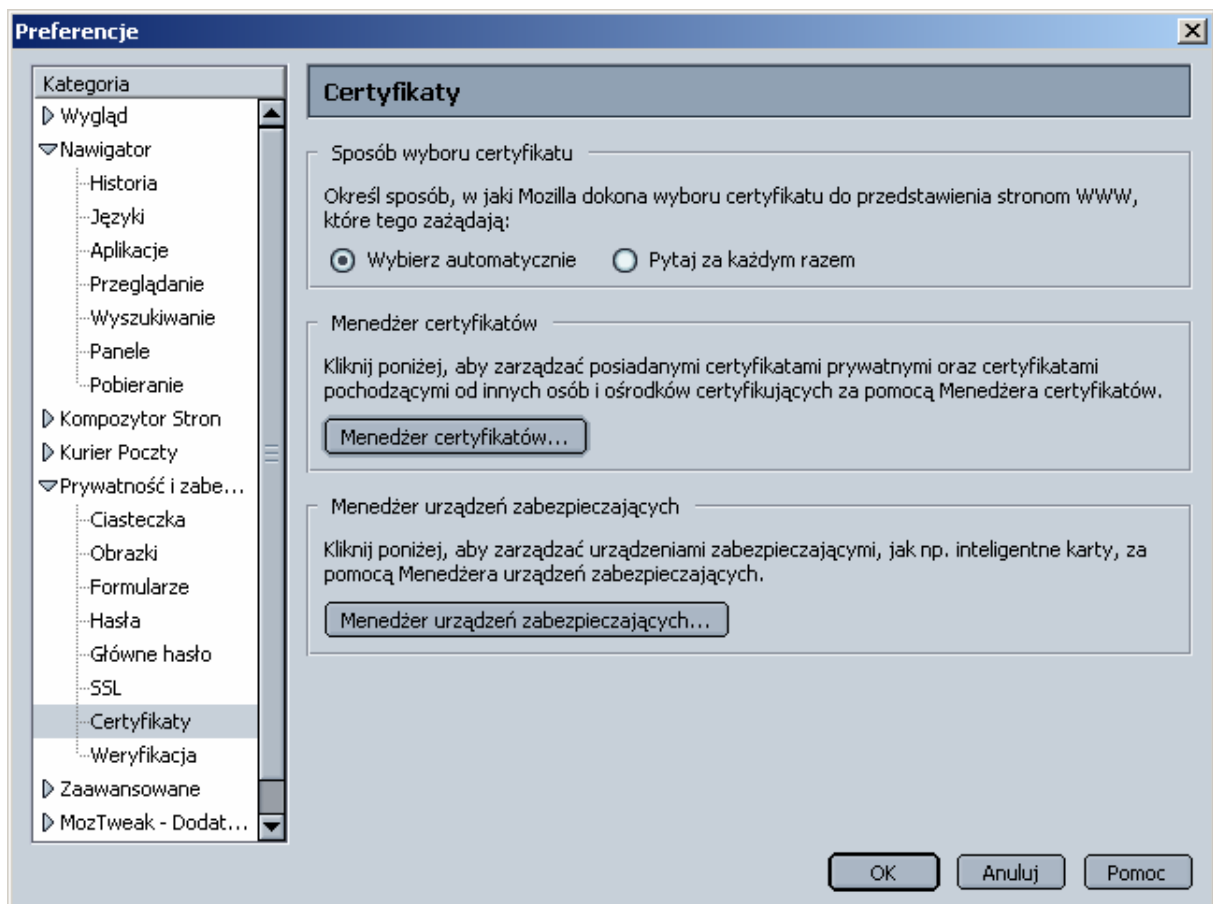 Preferencje
Kategoria
Wygląd
Nawigator
Historia
Języki
Aplikacje
Przeglądanie
Wyszukiwanie
Panele
Pobieranie
Kompozytor Stron
Kurier Poczty
Prywatność i zabe...
Ciasteczka
Obrazki
Formularze
Hasła
Główne hasło
SSL
Certyfikaty
Weryfikacja
Zaawansowane
MozTweak - Dodat...
Certyfikaty
Sposób wyboru certyfikatu
Określ sposób, w jaki Mozilla dokona wyboru certyfikatu do przedstawienia stronom WWW,
które tego zażądają:
Wybierz automatycznie Pytaj za każdym razem
Menedżer certyfikatów
Kliknij poniżej, aby zarządzać posiadanymi certyfikatami prywatnymi oraz certyfikatami
pochodzącymi od innych osób i ośrodków certyfikujących za pomocą Menedżera certyfikatów.
Menedżer certyfikatów...
Menedżer urządzeń zabezpieczających
Kliknij poniżej, aby zarządzać urządzeniami zabezpieczającymi, jak np. inteligentne karty, za
pomocą Menedżera urządzeń zabezpieczających.
Menedżer urządzeń zabezpieczających...
OK Anuluj Pomoc